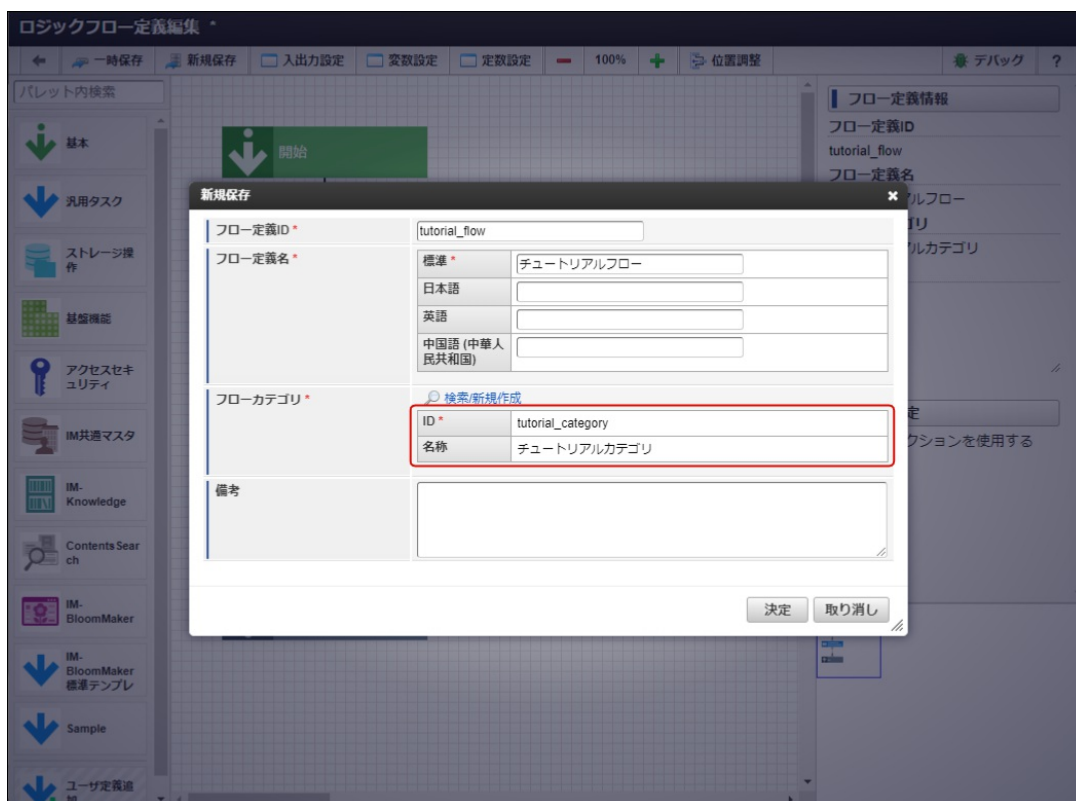 ロジックフロー定義編集 *
一時保存 新規保存 入出力設定 変数設定 定数設定 100% 位置調整 デバッグ ?
パレット内検索
基本
汎用タスク
ストレージ操
作
基盤機能
アクセスセキ
ュリティ
IM共通マスタ
IM-
Knowledge
Contents Sear
ch
IM-
BloomMaker
IM-
BloomMaker
標準テンプレ
Sample
ユーザ定義追
開始
フロー定義情報
フロー定義ID
tutorial_flow
フロー定義名
ルフロー
ゴリ
ルカテゴリ
定
クションを使用する
新規保存
フロー定義ID *
tutorial_flow
フロー定義名 *
標準 *
チュートリアルフロー
日本語
英語
中国語 (中華人
民共和国)
フローカテゴリ *
検索/新規作成
ID *
tutorial_category
名称
チュートリアルカテゴリ
備考
決定 取り消し